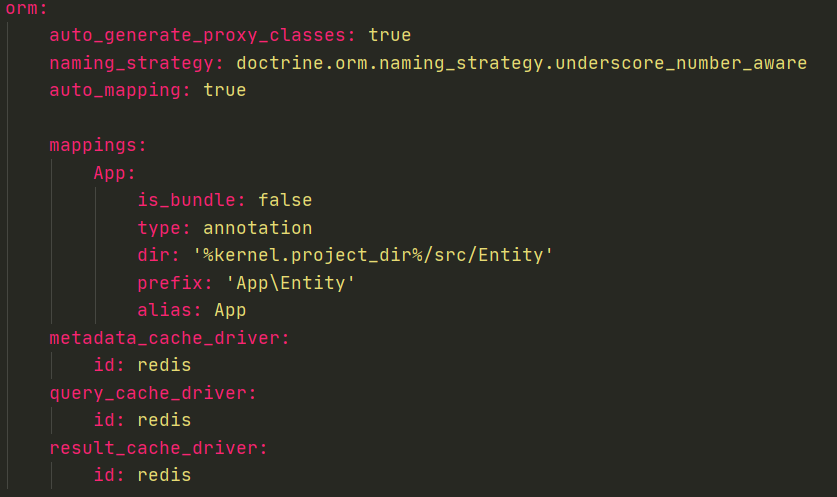 orm:
auto_generate_proxy_classes: true
naming_strategy: doctrine.orm.naming_strategy.underscore_number_aware
auto_mapping: true
mappings:
App:
is_bundle: false
type: annotation
dir: '%kernel.project_dir%/src/Entity'
prefix: 'App\Entity'
alias: App
metadata_cache_driver:
id: redis
query_cache_driver:
id: redis
result_cache_driver:
id: redis